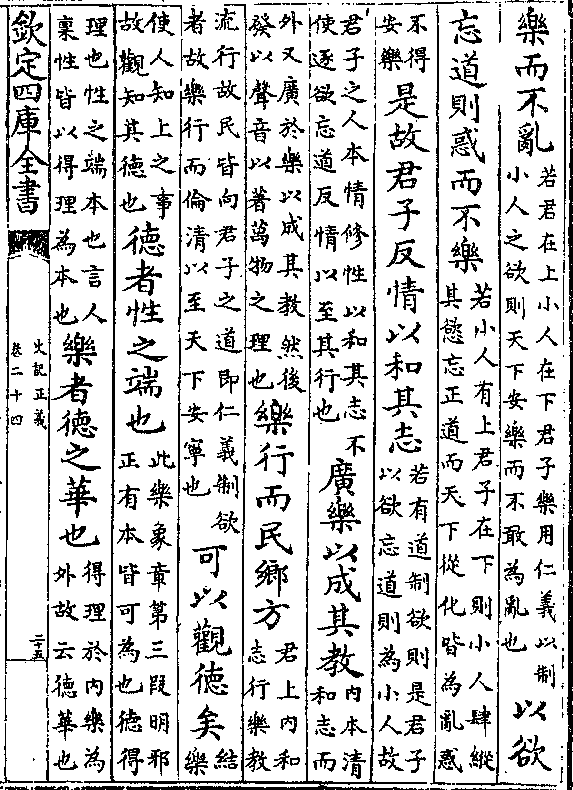 樂而不亂若君在上小人在下君子樂用仁義以制小人之欲則天下安樂而不敢為亂也以欲
忘道則惑而不樂若小人有上君子在下則小人肆縱其慾忘正道而天下從化皆為亂惑
不得安樂是故君子反情以和其志若有道制欲則是君子以欲忘道則為小人故
君子之人本情修性以和其志不使逐欲忘道反情以至其行也廣樂以成其教內本清和志而
外又廣於樂以成其教然後發以聲音以著萬物之理也樂行而民鄉方君上內和志行樂教
流行故民皆向君子之道即仁義制欲者故樂行而倫清以至天下安寧也可以觀德矣結樂
使人知上之事故觀知其德也德者性之端也此樂象章第三段明邪正有本皆可為也德得
理也性之端本也言人稟性皆以得理為本也樂者德之華也得理於內樂為外故云德華也
欽定四庫全書
史記正義
卷二十四
二十五